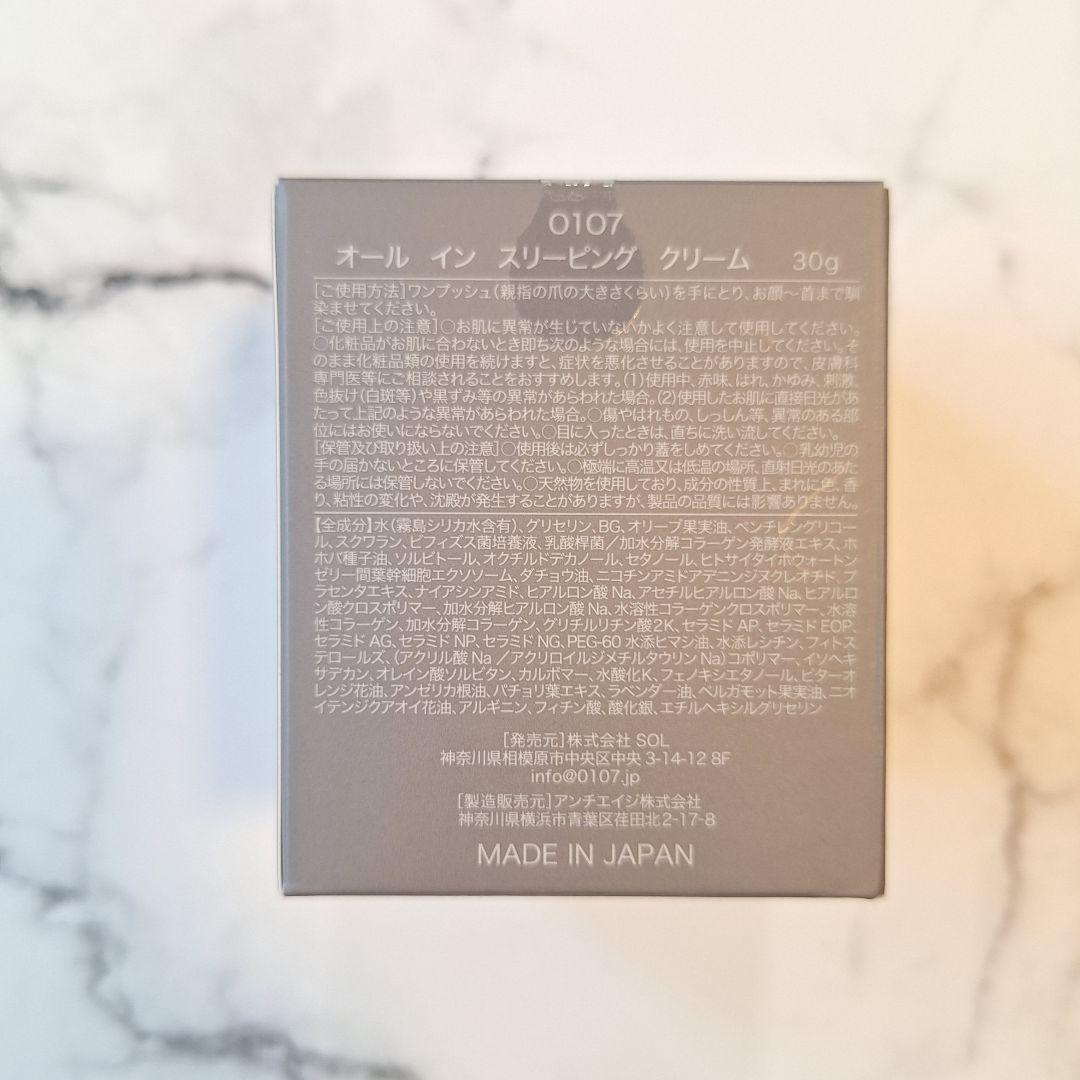 0107
オール イン スリーピング クリーム 30g
[ご使用方法]ワンプッシュ(親指の爪の大きさくらい)を手にとり、お顔〜首まで馴
染ませてください。
[ご使用上の注意]○お肌に異常が生じていないかよく注意して使用してください。
○化粧品がお肌に合わないとき即ち次のような場合には、使用を中止してください。そ
のまま化粧品類の使用を続けますと、症状を悪化させることがありますので、皮膚科
専門医等にご相談されることをおすすめします。(1)使用中、赤味、はれ、かゆみ、刺激、
色抜け(白斑等)や黒ずみ等の異常があらわれた場合。(2)使用したお肌に直接日光があ
たって上記のような異常があらわれた場合。○傷やはれもの、しっしん等、異常のある部
位にはお使いにならないでください。○目に入ったときは、直ちに洗い流してください。
[保管及び取り扱い上の注意]○使用後は必ずしっかり蓋をしめてください。○乳幼児の
手の届かないところに保管してください。○極端に高温又は低温の場所、直射日光のあた
る場所には保管しないでください。○天然物を使用しており、成分の性質上、まれに色、香
り、粘性の変化や、沈殿が発生することがありますが、製品の品質には影響ありません。
【全成分】水(霧島シリカ水含有)、グリセリン、BG、オリーブ果実油、ペンチレングリコー
ル、スクワラン、ビフィズス菌培養液、乳酸桿菌/加水分解コラーゲン発酵液エキス、ホ
ホバ種子油、ソルビトール、オクチルドデカノール、セタノール、ヒトサイタイホウォートン
ゼリー間葉幹細胞エクソソーム、ダチョウ油、ニコチンアミドアデニンジヌクレオチド、プ
ラセンタエキス、ナイアシンアミド、ヒアルロン酸 Na、アセチルヒアルロン酸 Na、ヒアルロ
ン酸クロスポリマー、加水分解ヒアルロン酸 Na、水溶性コラーゲンクロスポリマー、水溶
性コラーゲン、加水分解コラーゲン、グリチルリチン酸2K、セラミド AP、セラミド EOP、
セラミド AG、セラミド NP、セラミド NG、PEG-60 水添ヒマシ油、水添レシチン、フィトス
テロールズ、(アクリル酸 Na /アクリロイルジメチルタウリン Na)コポリマー、イソヘキ
サデカン、オレイン酸ソルビタン、カルボマー、水酸化K、フェノキシエタノール、ビターオ
レンジ花油、アンゼリカ根油、パチョリ葉エキス、ラベンダー油、ベルガモット果実油、ニオ
イテンジクアオイ花油、アルギニン、フィチン酸、酸化銀、エチルヘキシルグリセリン
[発売元]株式会社 SOL
神奈川県相模原市中央区中央 3-14-12 8F
info@0107.jp
[製造販売元]アンチエイジ株式会社
神奈川県横浜市青葉区荏田北2-17-8
MADE IN JAPAN